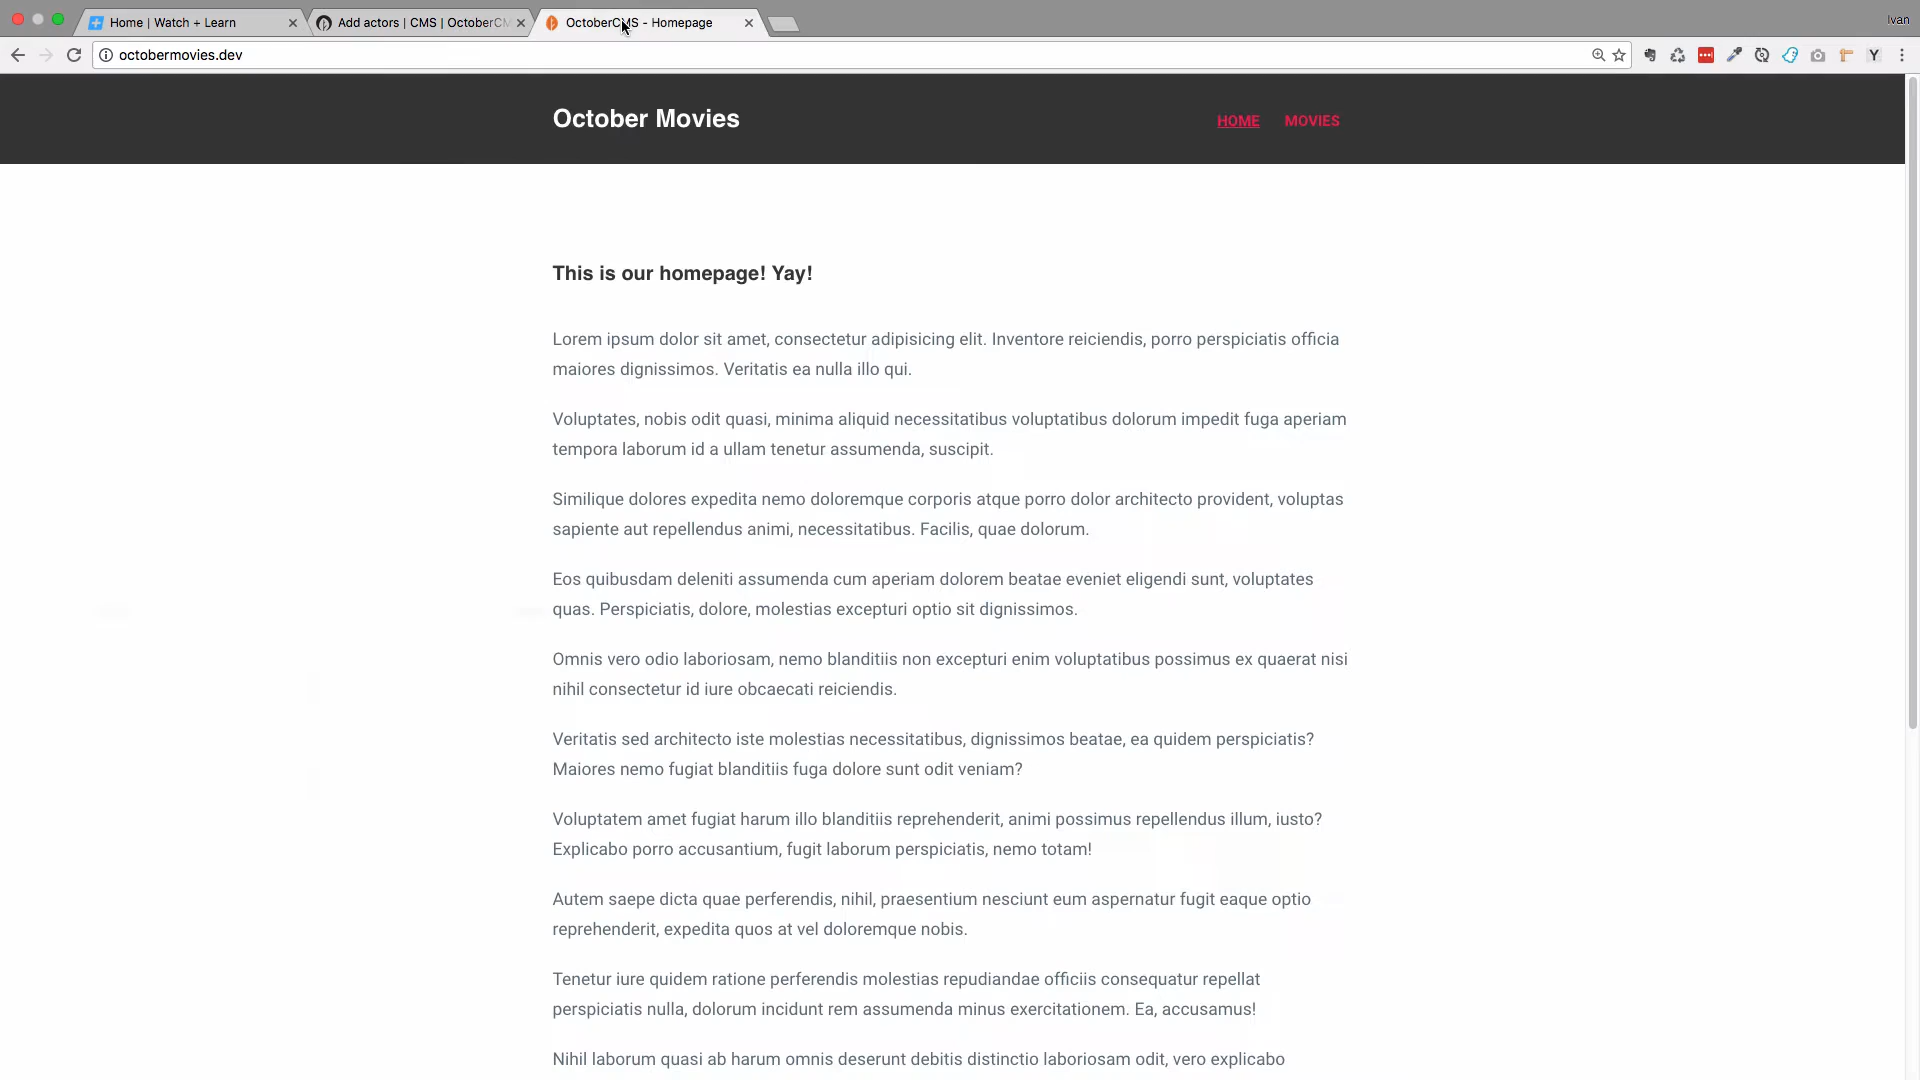 Home | Watch + Learn
Add actors | CMS | OctoberCM
OctoberCMS - Homepage
Ivan
octobermovies.dev
October Movies
HOME
MOVIES
This is our homepage! Yay!
Lorem ipsum dolor sit amet, consectetur adipisicing elit. Inventore reiciendis, porro perspiciatis officia
maiores dignissimos. Veritatis ea nulla illo qui.
Voluptates, nobis odit quasi, minima aliquid necessitatibus voluptatibus dolorum impedit fuga aperiam
tempora laborum id a ullam tenetur assumenda, suscipit.
Similique dolores expedita nemo doloremque corporis atque porro dolor architecto provident, voluptas
sapiente aut repellendus animi, necessitatibus. Facilis, quae dolorum.
Eos quibusdam deleniti assumenda cum aperiam dolorem beatae eveniet eligendi sunt, voluptates
quas. Perspiciatis, dolore, molestias excepturi optio sit dignissimos.
Omnis vero odio laboriosam, nemo blanditiis non excepturi enim voluptatibus possimus ex quaerat nisi
nihil consectetur id iure obcaecati reiciendis.
Veritatis sed architecto iste molestias necessitatibus, dignissimos beatae, ea quidem perspiciatis?
Maiores nemo fugiat blanditiis fuga dolore sunt odit veniam?
Voluptatem amet fugiat harum illo blanditiis reprehenderit, animi possimus repellendus illum, iusto?
Explicabo porro accusantium, fugit laborum perspiciatis, nemo totam!
Autem saepe dicta quae perferendis, nihil, praesentium nesciunt eum aspernatur fugit eaque optio
reprehenderit, expedita quos at vel doloremque nobis.
Tenetur iure quidem ratione perferendis molestias repudiandae officiis consequatur repellat
perspiciatis nulla, dolorum incidunt rem assumenda minus exercitationem. Ea, accusamus!
Nihil laborum quasi ab harum omnis deserunt debitis distinctio laboriosam odit, vero explicabo